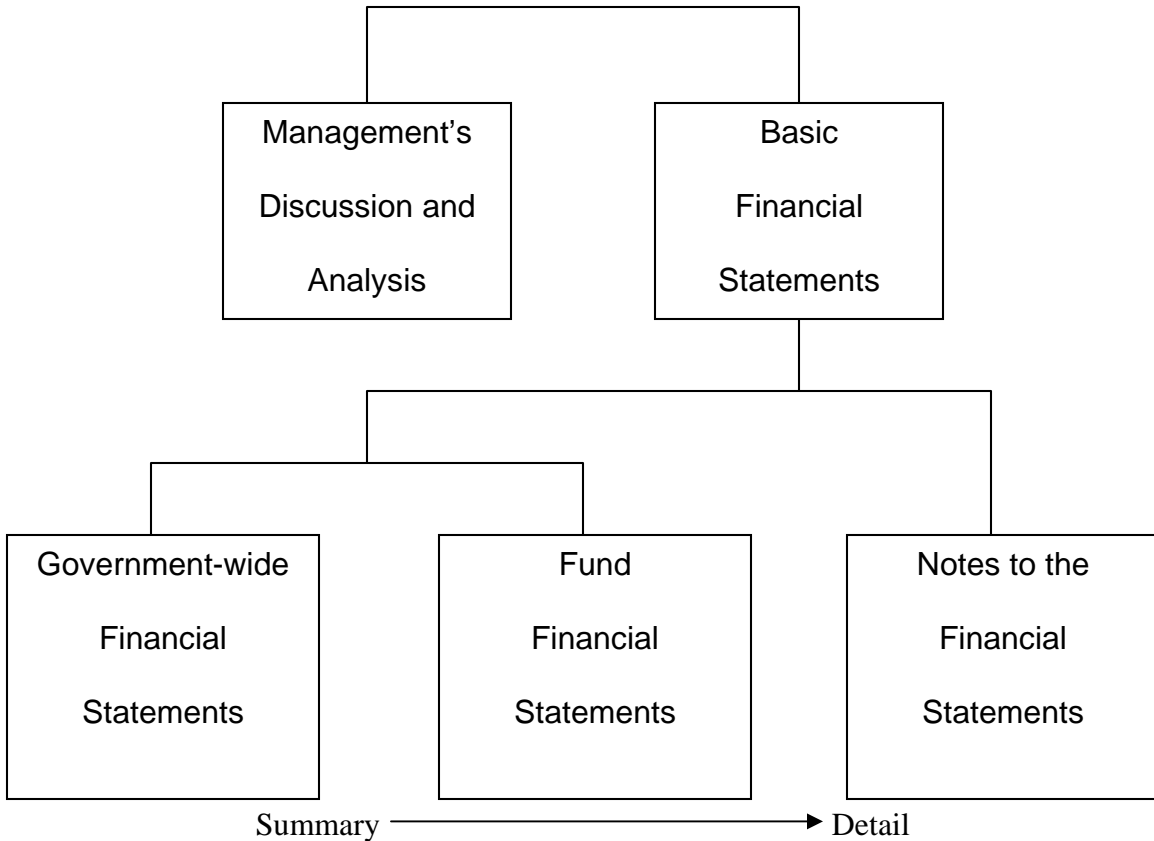 Management's
Discussion and
Analysis
Basic
Financial
Statements
Government-wide
Financial
Statements
Fund
Financial
Statements
Notes to the
Financial
Statements
Summary
Detail